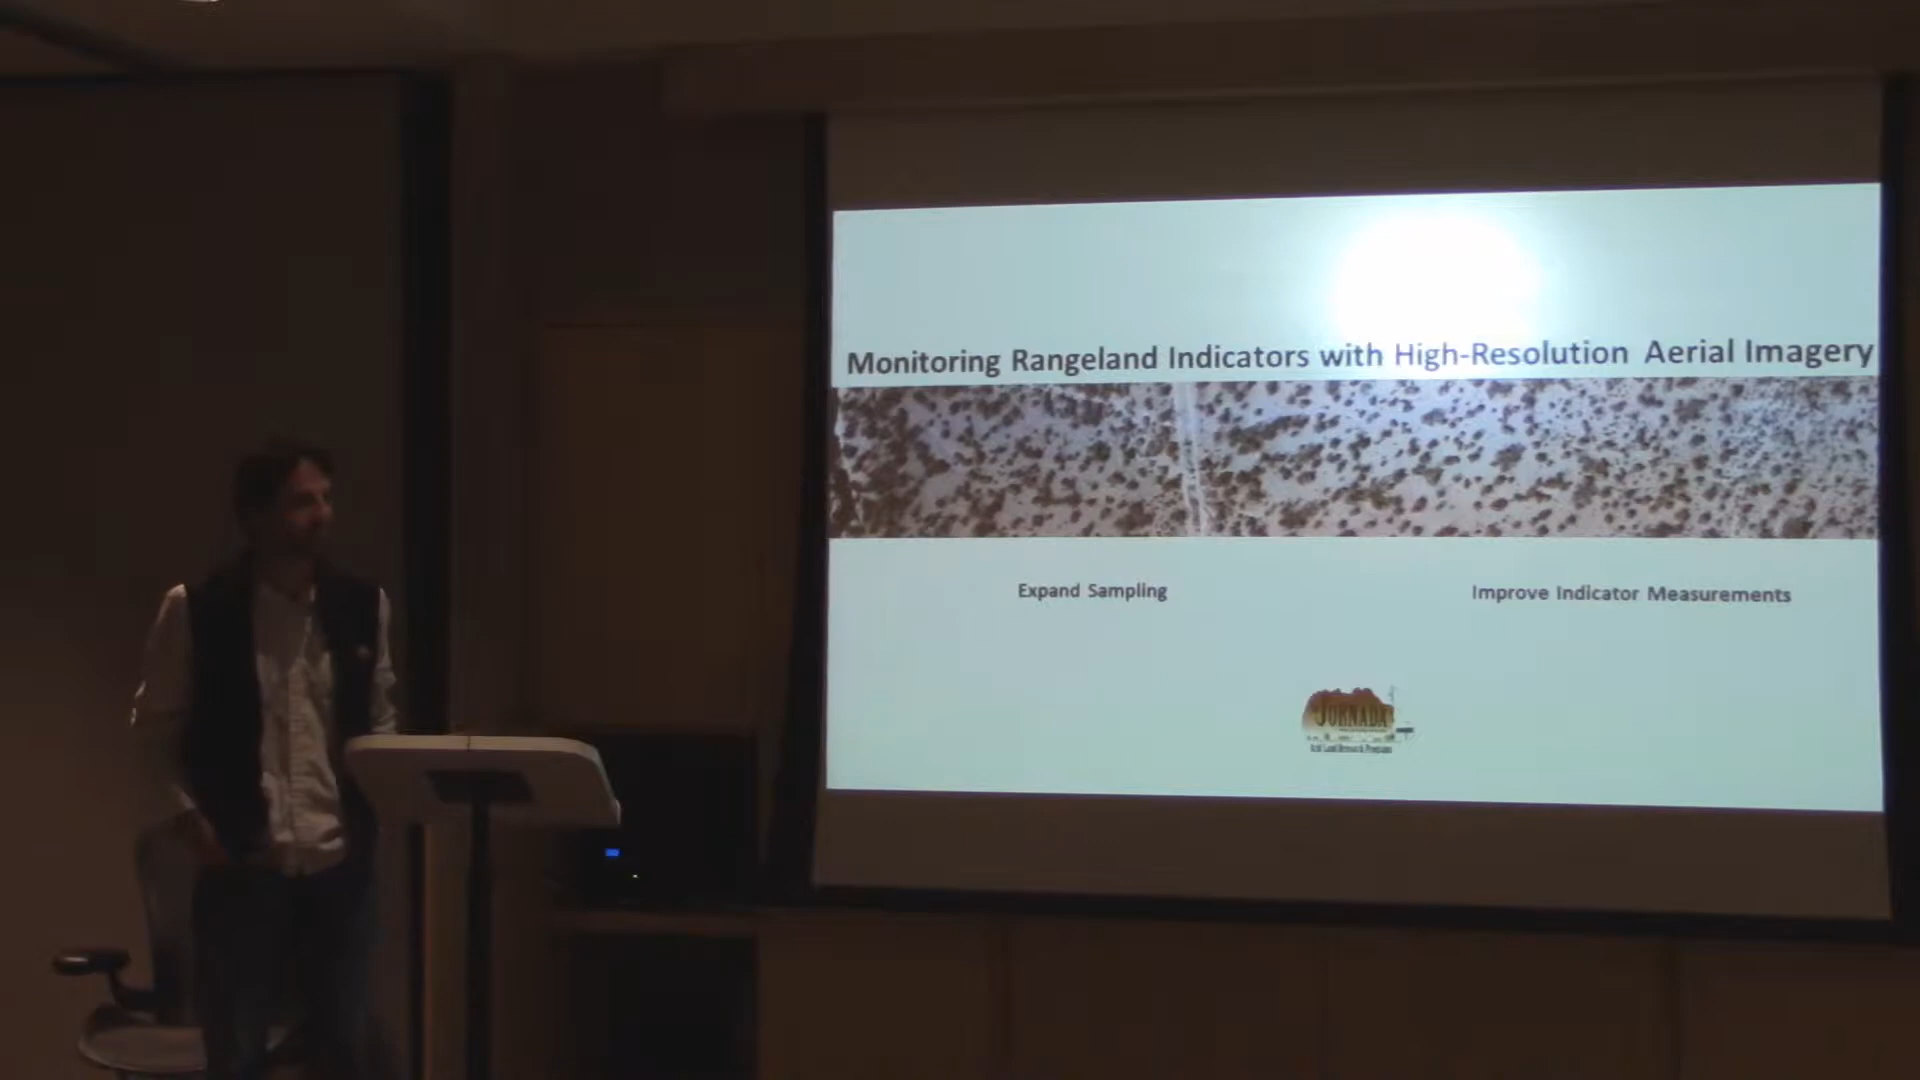 Monitoring Rangeland Indicators with High-Resolution Aerial Imagery
Expand Sampling
Improve Indicator Measurements
JORNADA